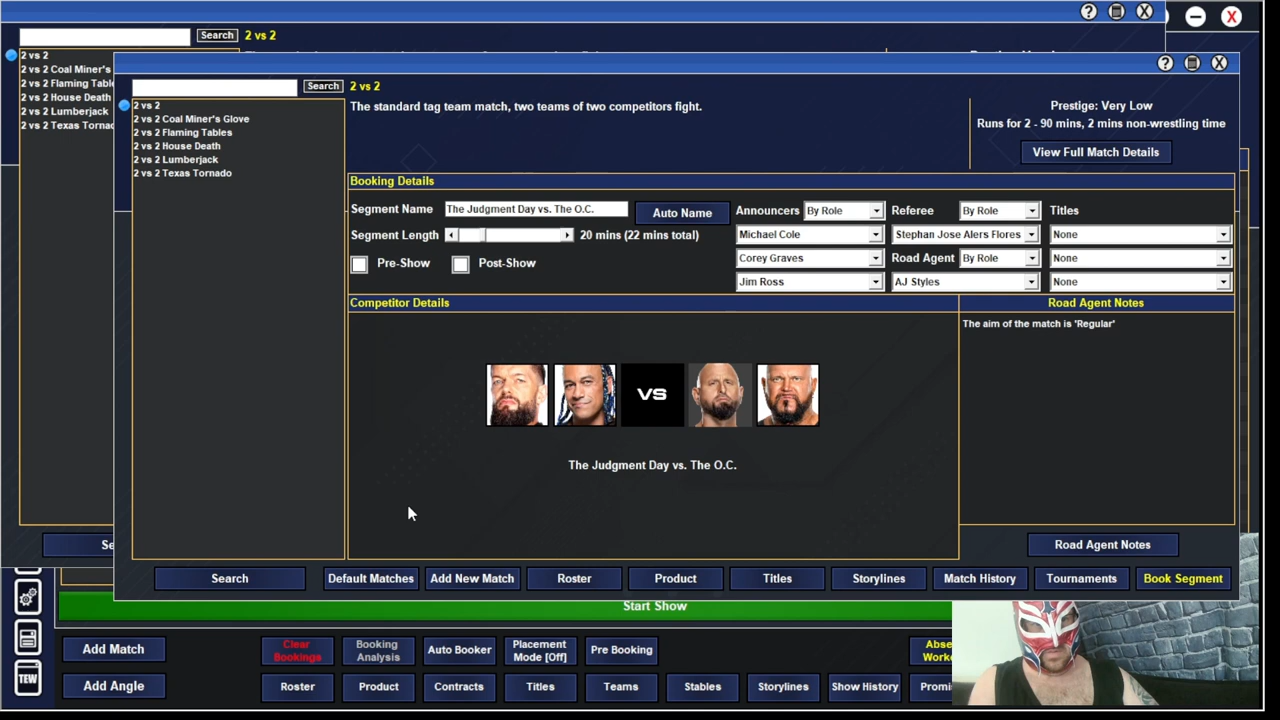 ? X
Search 2 vs 2
2 vs 2
2 vs 2 Coal Miner's
2 vs 2 Flaming
2 vs 2 House Death
2 vs 2 Lumberjack
2 vs 2 Texas
X
? X
Search 2 vs 2
2 vs 2
2 vs 2 Coal Miner's Glove
2 vs 2 Flaming Tables
2 vs 2 House Death
2 vs 2 Lumberjack
2 vs 2 Texas Tornado
The standard tag team match, two teams of two competitors fight.
Prestige: Very Low
Runs for 2 - 90 mins, 2 mins non-wrestling time
View Full Match Details
Booking Details
Segment Name The Judgment Day vs. The O.C. Auto Name
Segment Length 20 mins (22 mins total)
Pre-Show Post-Show
Announcers By Role
Michael Cole
Corey Graves
Jim Ross
Referee By Role
Stephan Jose Alers Flores
Road Agent By Role
AJ Styles
Titles
None
None
None
Competitor Details
VS
The Judgment Day vs. The O.C.
Road Agent Notes
The aim of the match is 'Regular'
Road Agent Notes
Search Default Matches Add New Match Roster Product Titles Storylines Match History Tournaments Book Segment
Start Show
TEW
Add Match
Clear Bookings
Booking Analysis
Auto Booker
Placement Mode [Off]
Pre Booking
Add Angle Roster Product Contracts Titles Teams Stables Storylines Show History